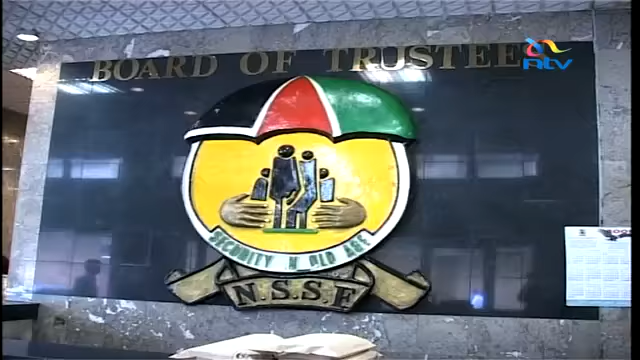 BOARD OF TRUSTEE
ntv
SECURITY N OLD AGE
N.S.S.F